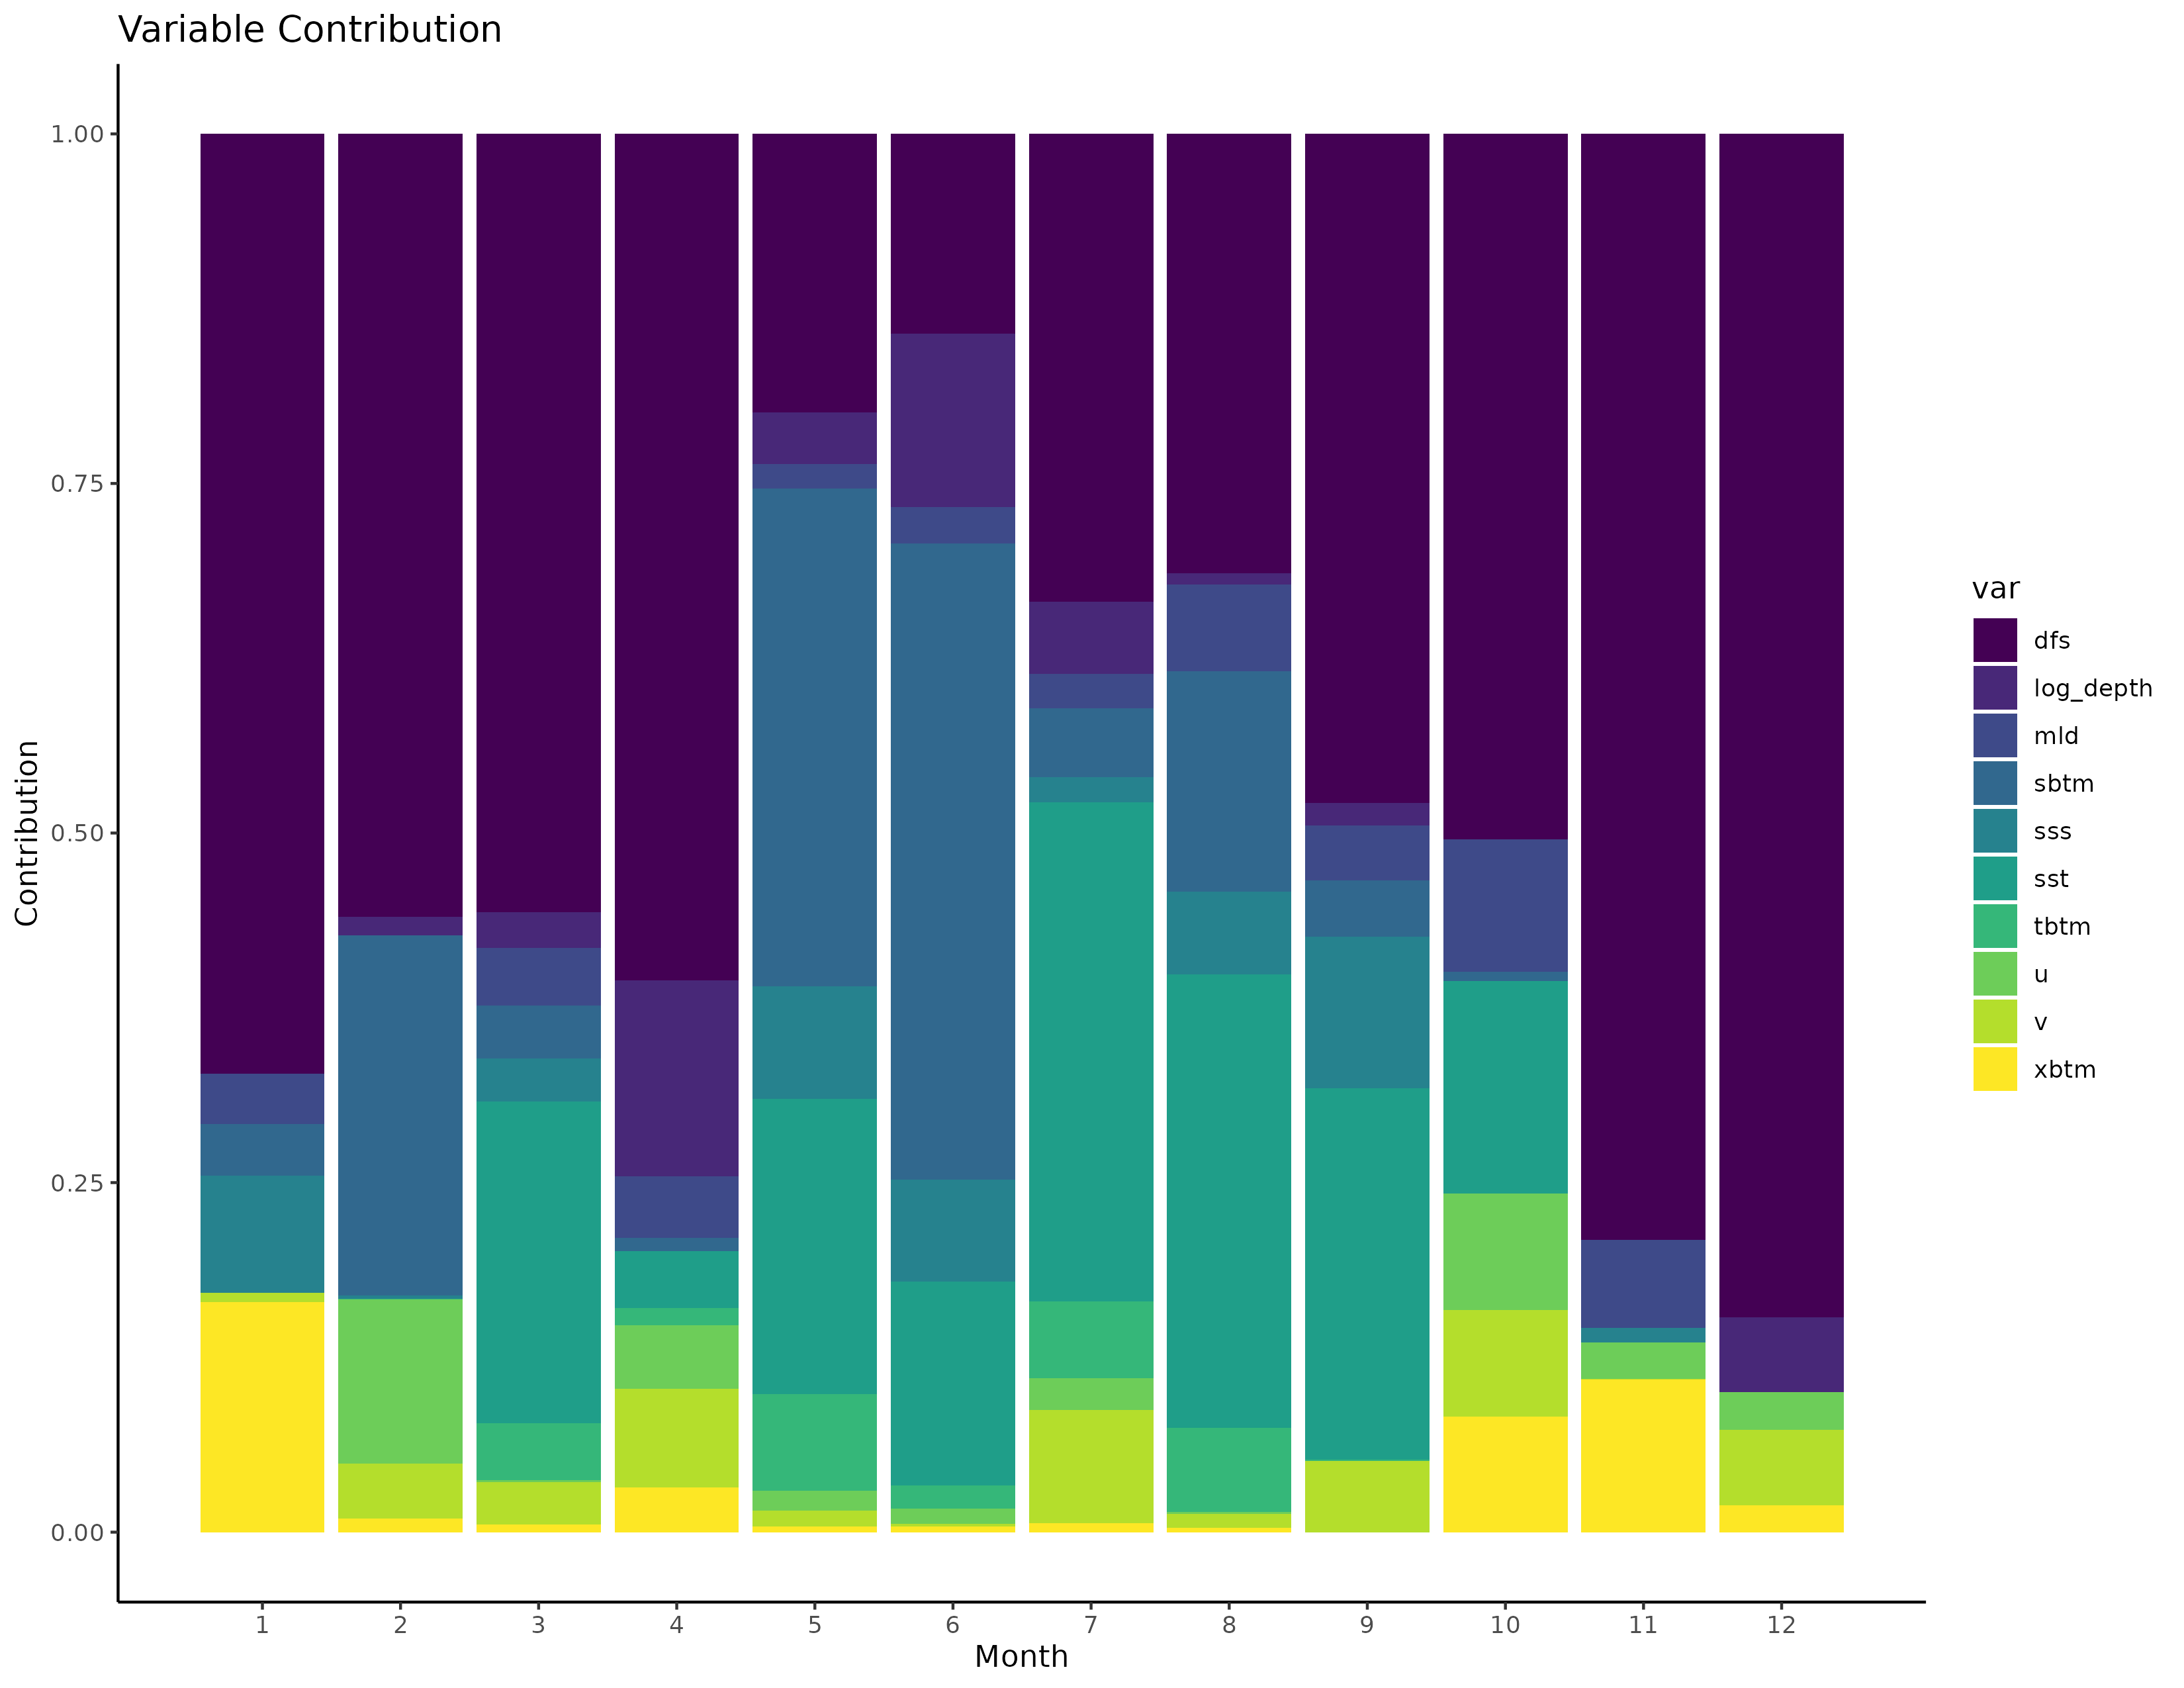 Variable Contribution
1.00
0.75
0.50
0.25
0.00
Contribution
1 2 3 4 5 6 7 8 9 10 11 12
Month
var
dfs
log_depth
mld
sbtm
sss
sst
tbtm
u
v
xbtm